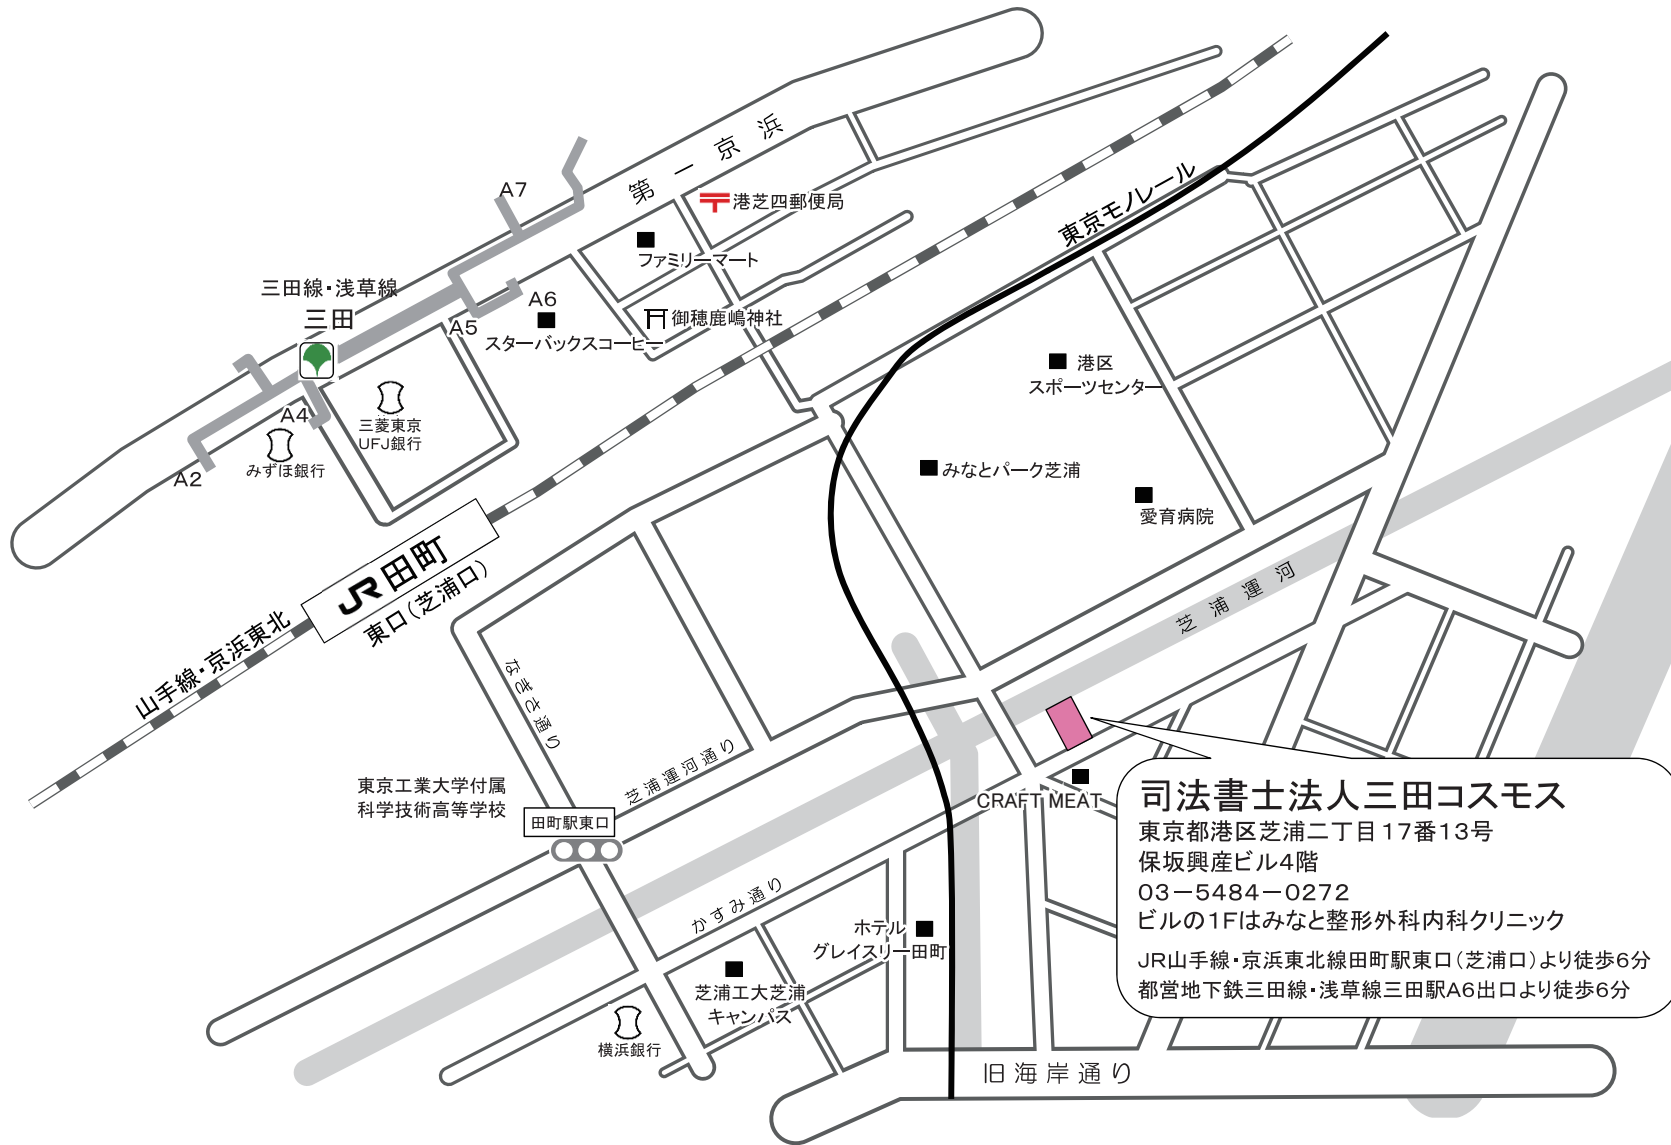 第一京浜
A7
港芝四郵便局
ファミリーマート
東京モノレール
三田線・浅草線
三田
A6
A5
御穂鹿嶋神社
スターバックスコーヒー
港区
スポーツセンター
三菱東京
UFJ銀行
A4
みずほ銀行
A2
みなとパーク芝浦
愛育病院
JR田町
東口(芝浦口)
山手線・京浜東北
芝浦運河
なぎさ通り
芝浦運河通り
東京工業大学付属
科学技術高等学校
田町駅東口
CRAFT MEAT
司法書士法人三田コスモス
東京都港区芝浦二丁目17番13号
保坂興産ビル4階
03－5484－0272
ビルの1Fはみなと整形外科内科クリニック
JR山手線・京浜東北線田町駅東口(芝浦口)より徒歩6分
都営地下鉄三田線・浅草線三田駅A6出口より徒歩6分
かすみ通り
ホテル
グレイスリー田町
芝浦工大芝浦
キャンパス
横浜銀行
旧海岸通り